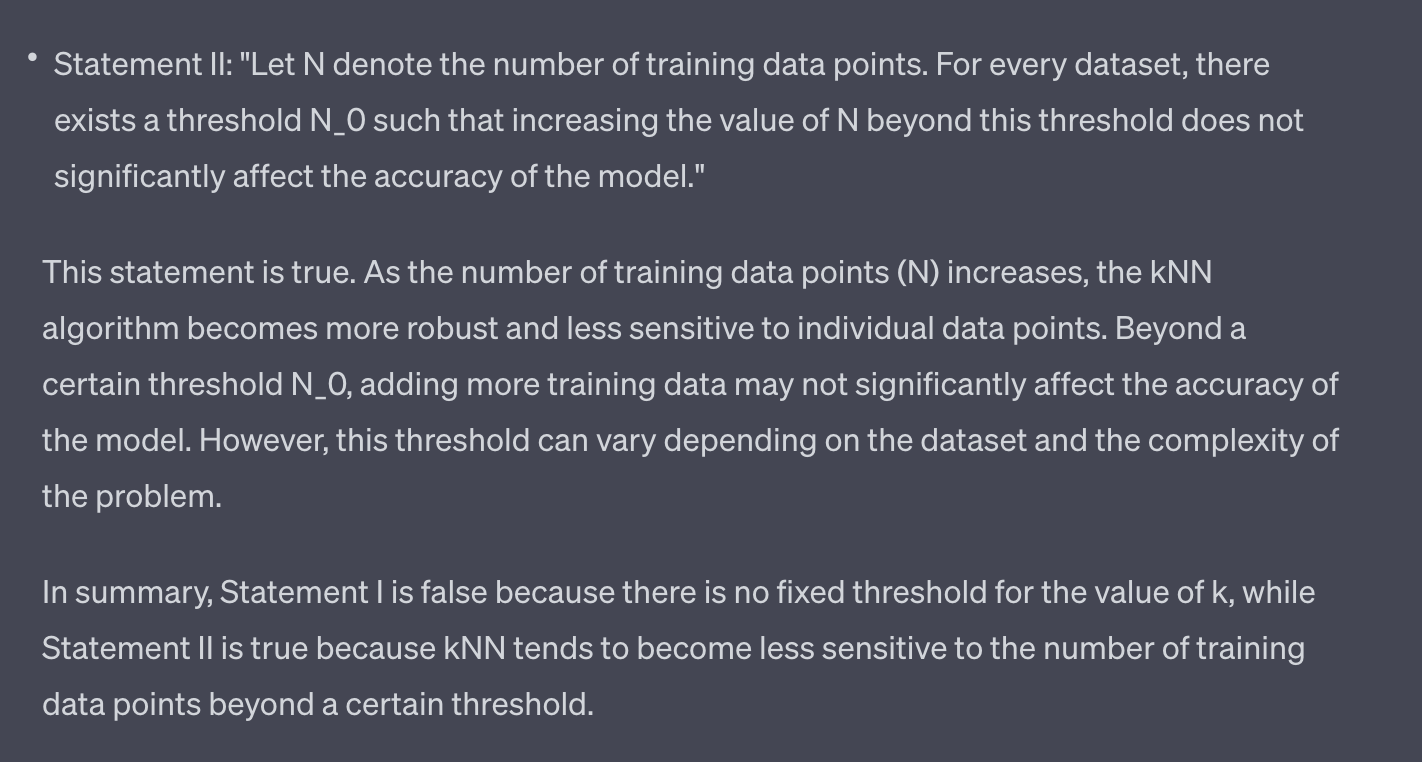 • Statement II: "Let N denote the number of training data points. For every dataset, there
exists a threshold N_0 such that increasing the value of N beyond this threshold does not
significantly affect the accuracy of the model."
This statement is true. As the number of training data points (N) increases, the kNN
algorithm becomes more robust and less sensitive to individual data points. Beyond a
certain threshold N_0, adding more training data may not significantly affect the accuracy of
the model. However, this threshold can vary depending on the dataset and the complexity of
the problem.
In summary, Statement I is false because there is no fixed threshold for the value of k, while
Statement II is true because kNN tends to become less sensitive to the number of training
data points beyond a certain threshold.